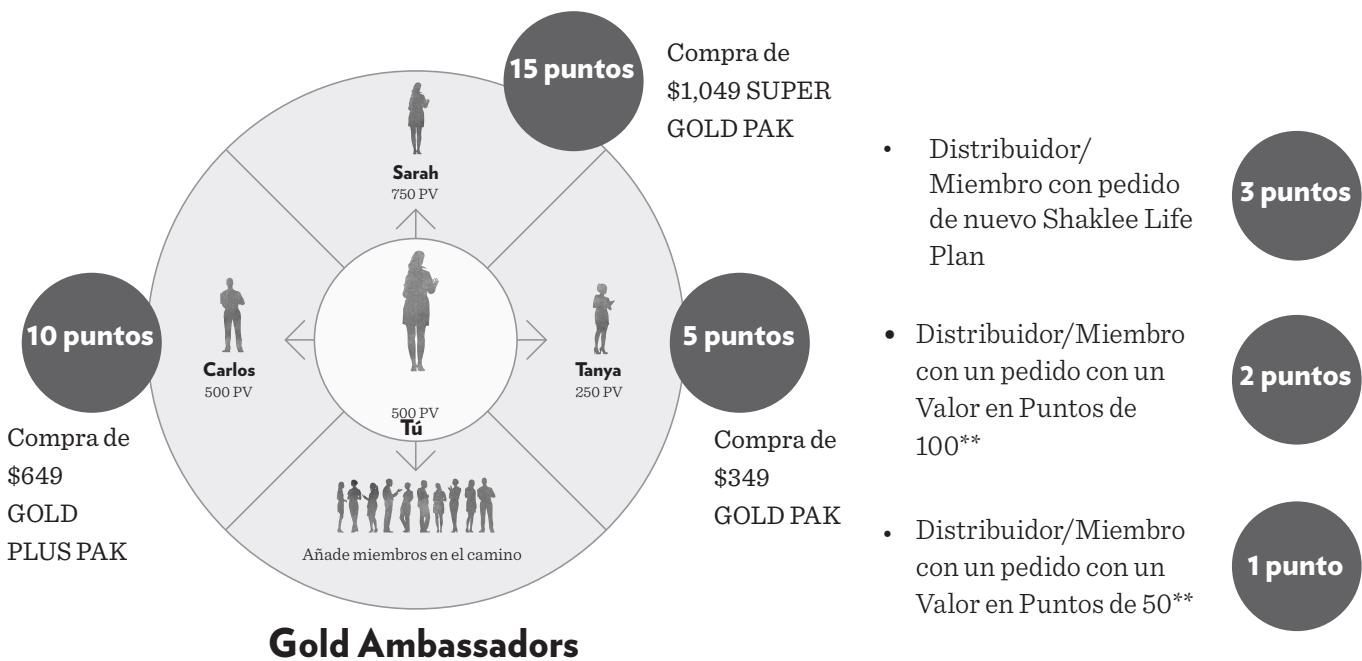 15 puntos
Compra de
$1,049 SUPER
GOLD PAK
Sarah
750 PV
10 puntos
Carlos
500 PV
Compra de
$649
GOLD
PLUS PAK
500 PV
Tú
Tanya
250 PV
5 puntos
Compra de
$349
GOLD PAK
Añade miembros en el camino
Gold Ambassadors
• Distribuidor/
Miembro con pedido
de nuevo Shaklee Life
Plan
3 puntos
• Distribuidor/Miembro
con un pedido con un
Valor en Puntos de
100**
2 puntos
• Distribuidor/Miembro
con un pedido con un
Valor en Puntos de 50**
1 punto